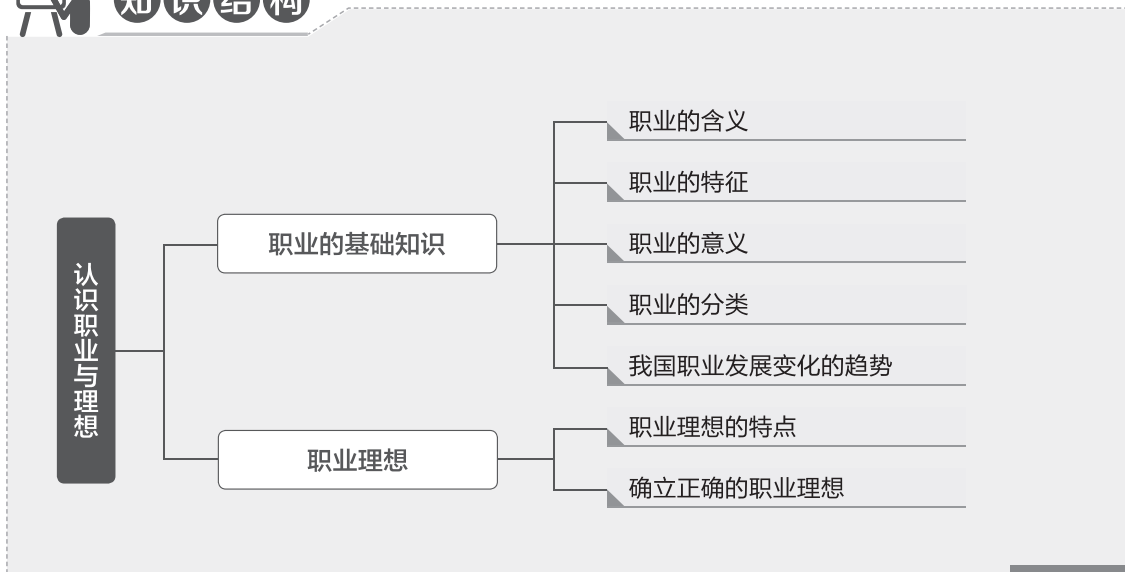 知识结构
认识职业与理想
职业的基础知识
职业的含义
职业的特征
职业的意义
职业的分类
我国职业发展变化的趋势
职业理想
职业理想的特点
确立正确的职业理想